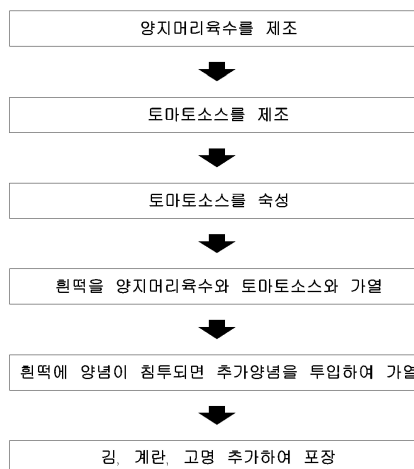 양지머리육수를 제조
토마토소스를 제조
토마토소스를 숙성
흰떡을 양지머리육수와 토마토소스와 가열
흰떡에 양념이 침투되면 추가양념을 투입하여 가열
김, 계란, 고명 추가하여 포장